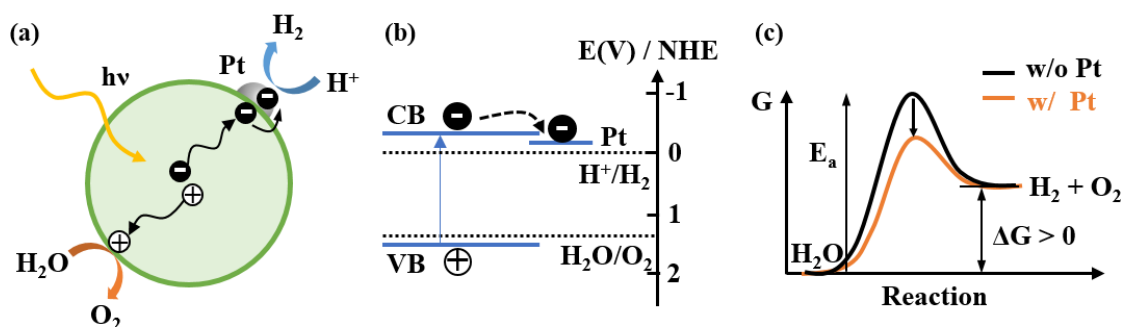 (a)
H₂
Pt
hν
H⁺
H₂O
O₂
(b)
E(V) / NHE
-1
CB
Pt
0
H⁺/H₂
1
H₂O/O₂
VB
2
(c)
w/o Pt
w/ Pt
G
Eₐ
H₂ + O₂
H₂O
ΔG > 0
Reaction